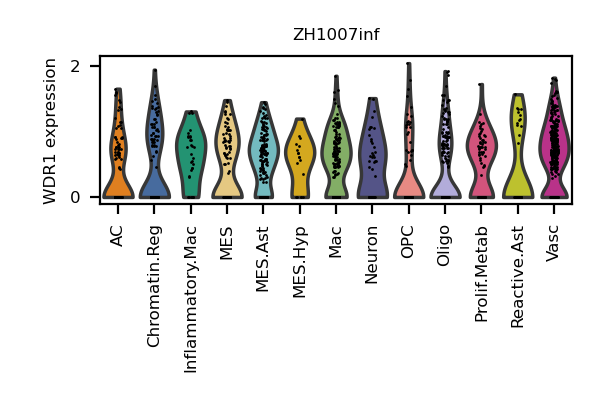 ZH1007inf
WDR1 expression
2
0
AC
Chromatin.Reg
Inflammatory.Mac
MES
MES.Ast
MES.Hyp
Mac
Neuron
OPC
Oligo
Prolif.Metab
Reactive.Ast
Vasc